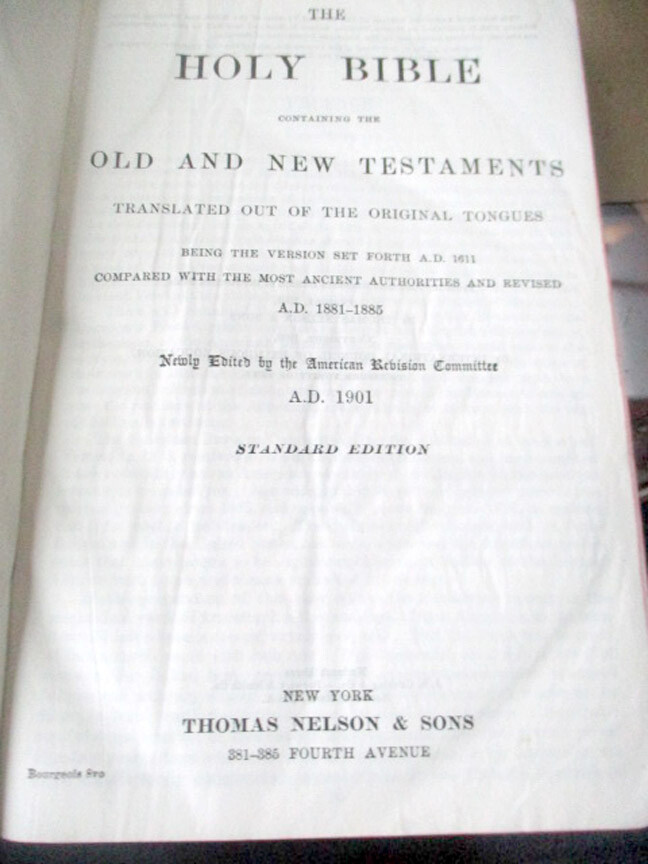 THE
HOLY BIBLE
CONTAINING THE
OLD AND NEW TESTAMENTS
TRANSLATED OUT OF THE ORIGINAL TONGUES
BEING THE VERSION SET FORTH A.D. 1611
COMPARED WITH THE MOST ANCIENT AUTHORITIES AND REVISED
A.D. 1881–1885
Newly Edited by the American Revision Committee
A.D. 1901
STANDARD EDITION
NEW YORK
THOMAS NELSON & SONS
381–385 FOURTH AVENUE
Bourgeois 8vo